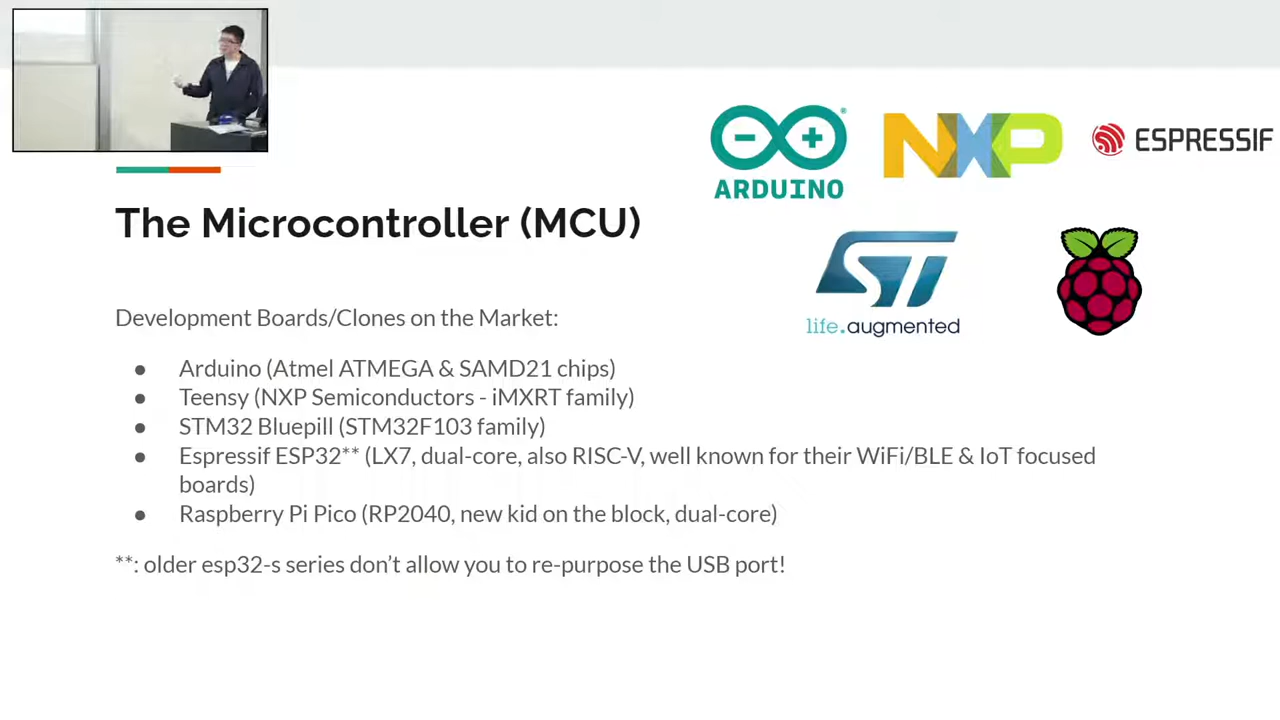 ARDUINO
NXP
ESPRESSIF
The Microcontroller (MCU)
ST
life.augmented
Development Boards/Clones on the Market:
● Arduino (Atmel ATMEGA & SAMD21 chips)
● Teensy (NXP Semiconductors - iMXRT family)
● STM32 Bluepill (STM32F103 family)
● Espressif ESP32** (LX7, dual-core, also RISC-V, well known for their WiFi/BLE & IoT focused
boards)
● Raspberry Pi Pico (RP2040, new kid on the block, dual-core)
**: older esp32-s series don’t allow you to re-purpose the USB port!